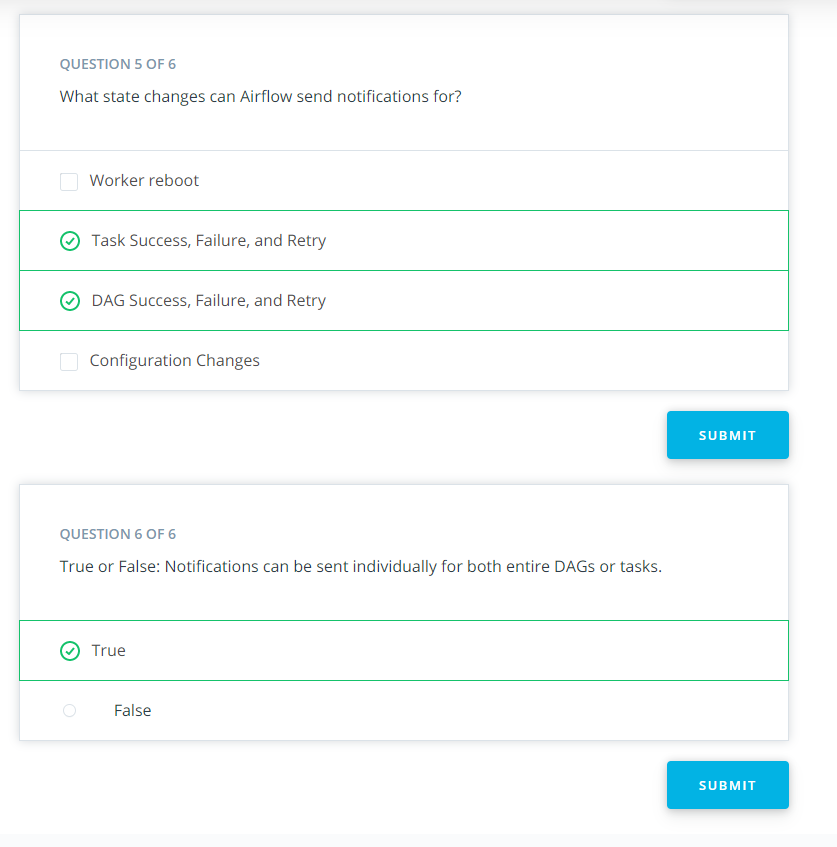 QUESTION 5 OF 6
What state changes can Airflow send notifications for?
Worker reboot
Task Success, Failure, and Retry
DAG Success, Failure, and Retry
Configuration Changes
SUBMIT
QUESTION 6 OF 6
True or False: Notifications can be sent individually for both entire DAGs or tasks.
True
False
SUBMIT